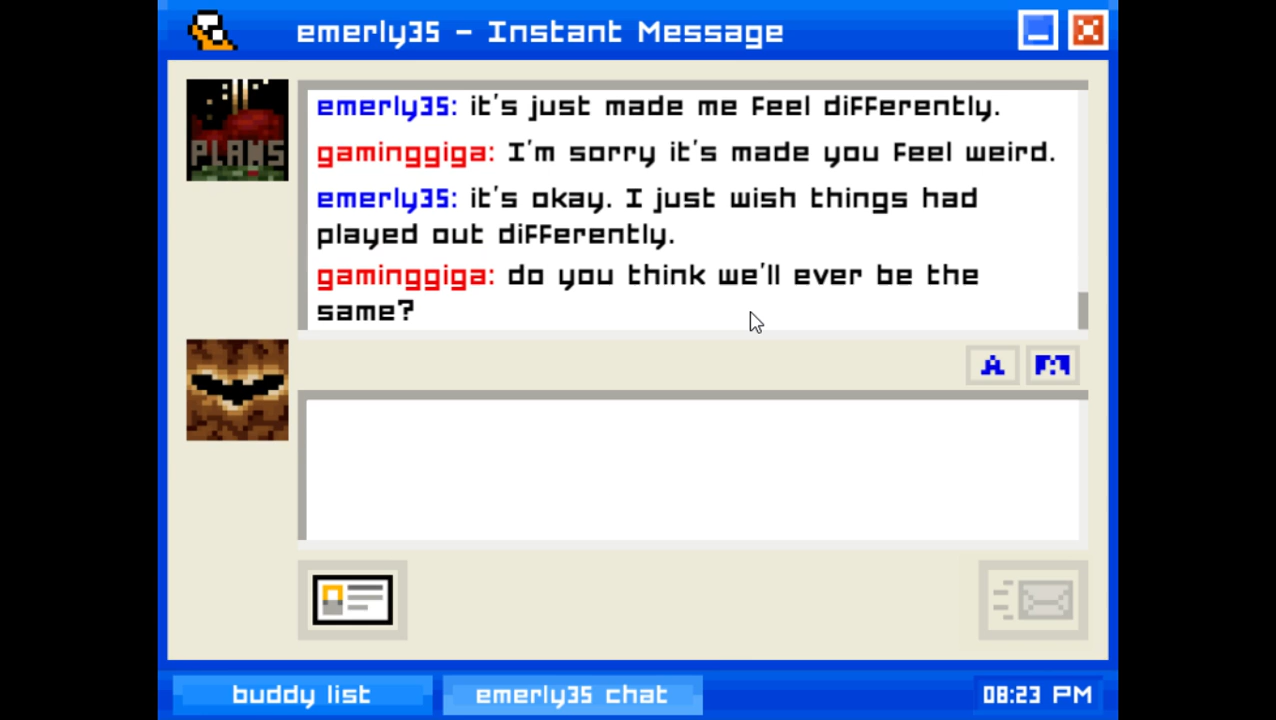 emerly35 - Instant Message
emerly35: it's just made me feel differently.
gaminggiga: I'm sorry it's made you feel weird.
emerly35: it's okay. I just wish things had
played out differently.
gaminggiga: do you think we'll ever be the
same?
PLANS
A
buddy list
emerly35 chat
08:23 PM